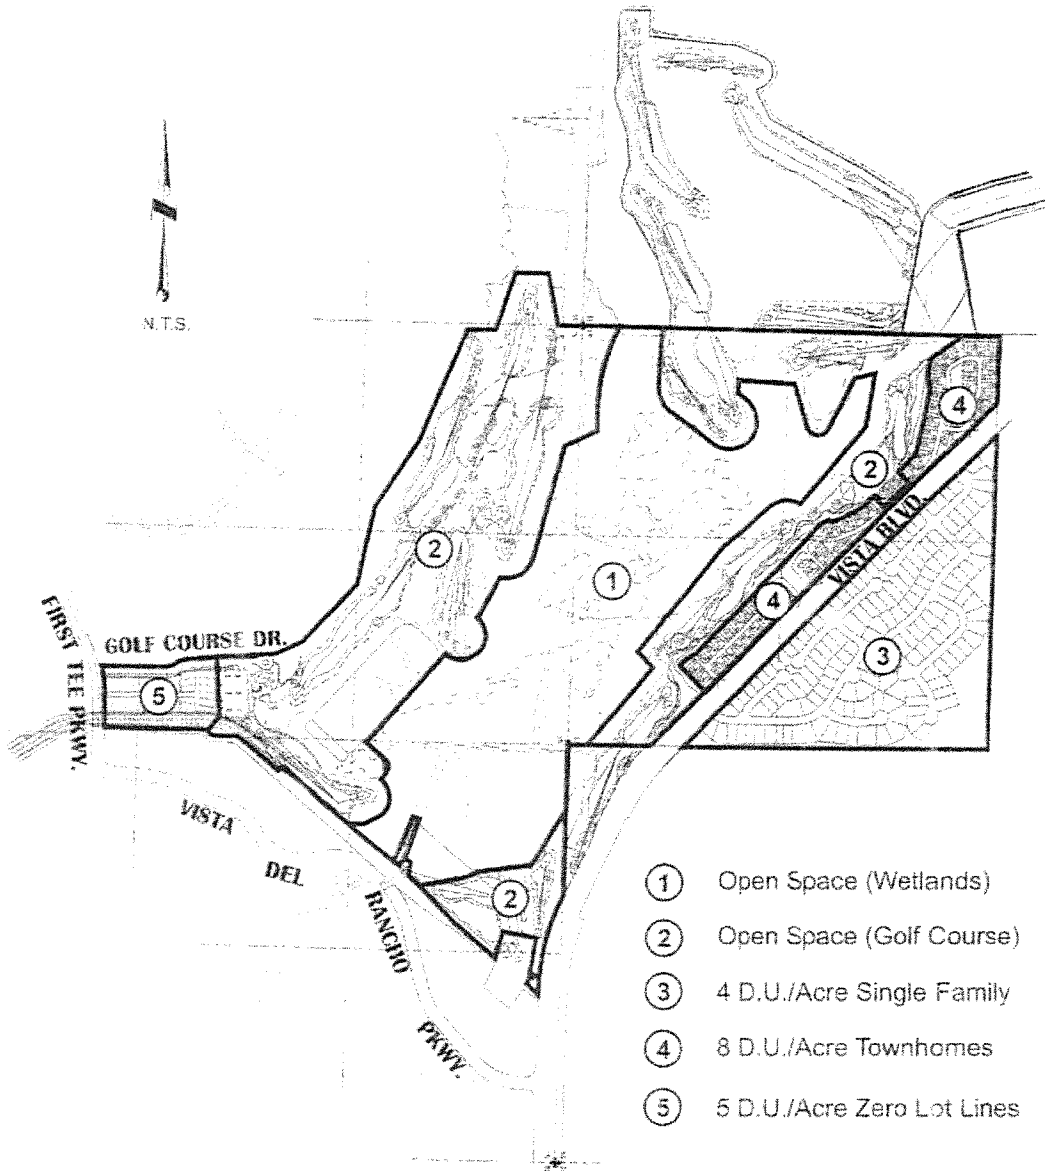 N.T.S.
4
2
VISTA BLVD.
2
1
4
FIRST TEE PKWY.
GOLF COURSE DR.
3
5
VISTA
DEL
RANCHO
PKWY.
2
1 Open Space (Wetlands)
2 Open Space (Golf Course)
3 4 D.U./Acre Single Family
4 8 D.U./Acre Townhomes
5 5 D.U./Acre Zero Lot Lines